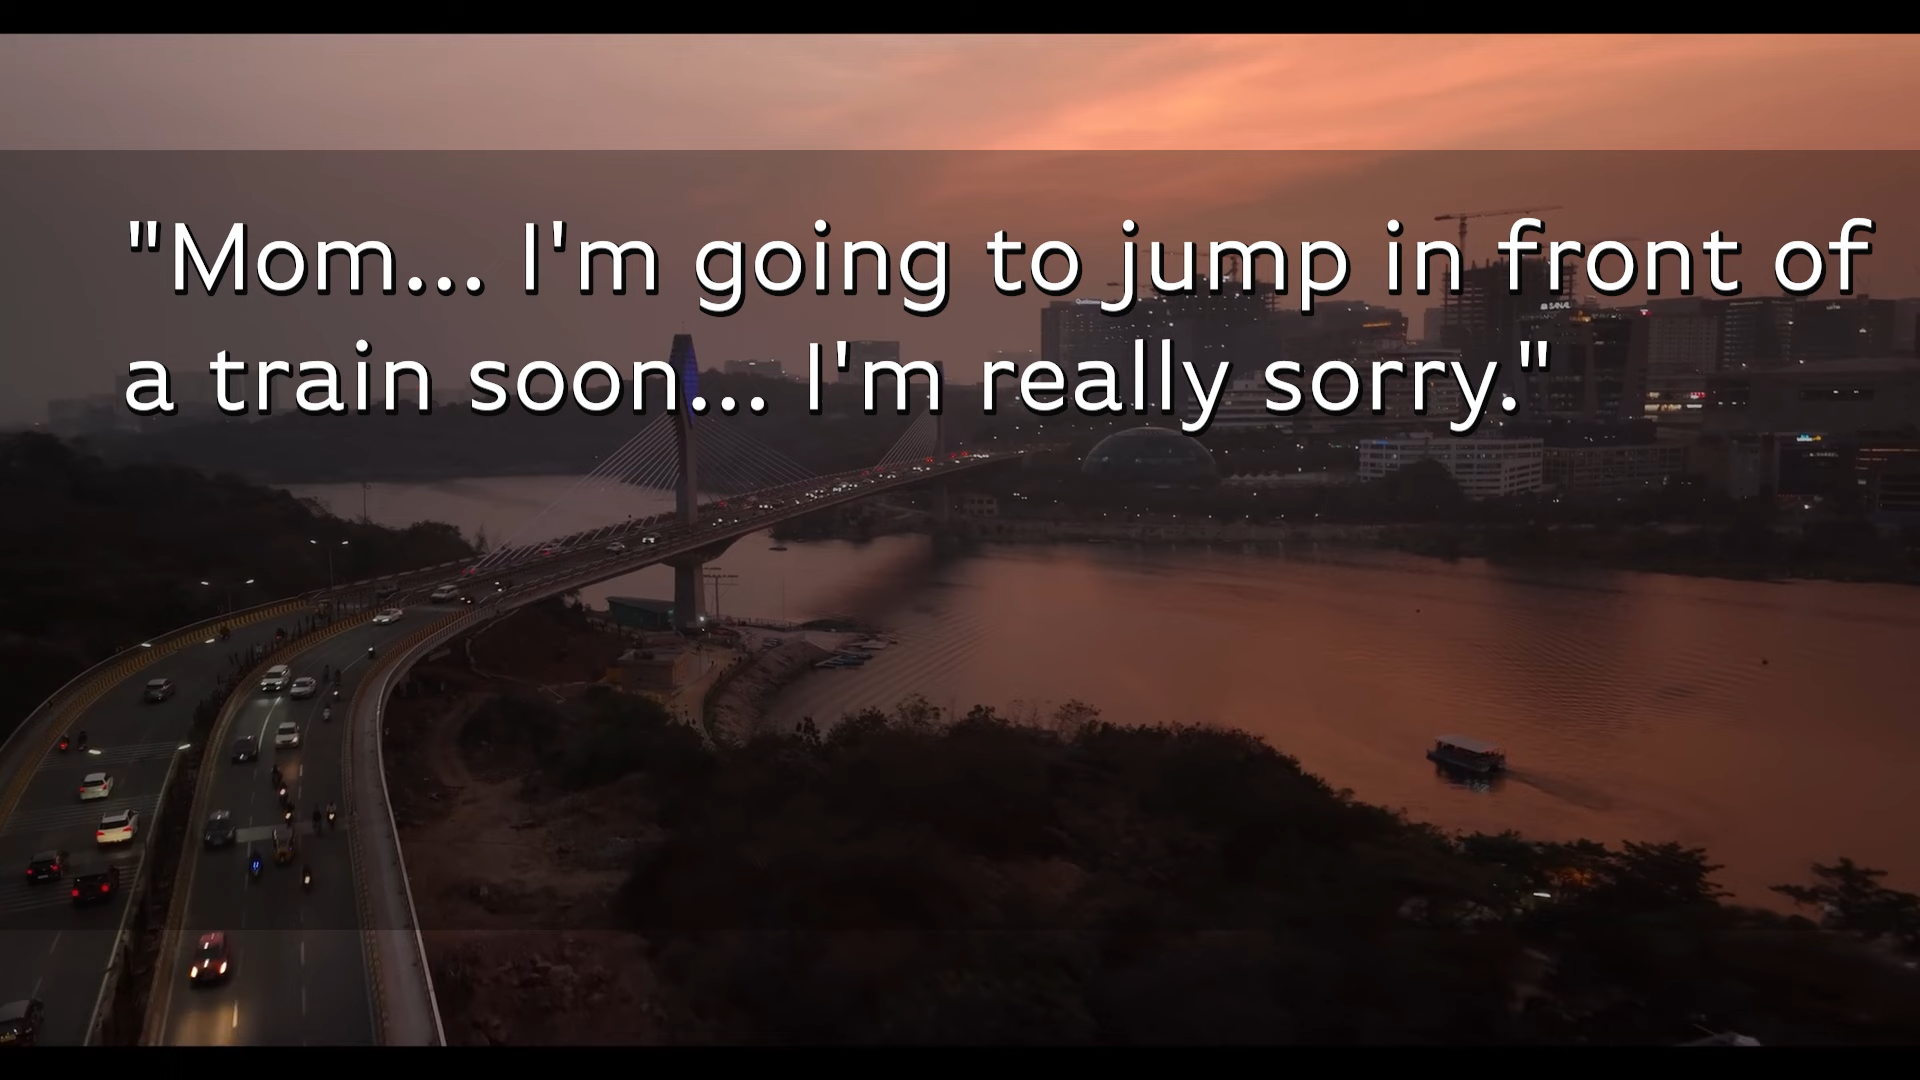 "Mom... I'm going to jump in front of
a train soon... I'm really sorry."